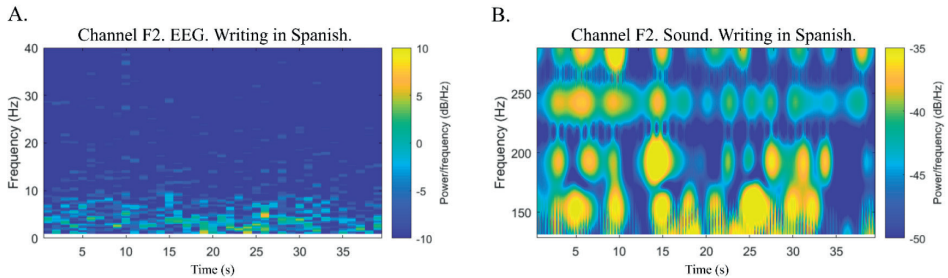 A.
Channel F2. EEG. Writing in Spanish.
40
30
20
10
0
Frequency (Hz)
5 10 15 20 25 30 35
Time (s)
10
5
0
-5
-10
Power/frequency (dB/Hz)
B.
Channel F2. Sound. Writing in Spanish.
250
200
150
Frequency (Hz)
5 10 15 20 25 30 35
Time (s)
-35
-40
-45
-50
Power/frequency (dB/Hz)